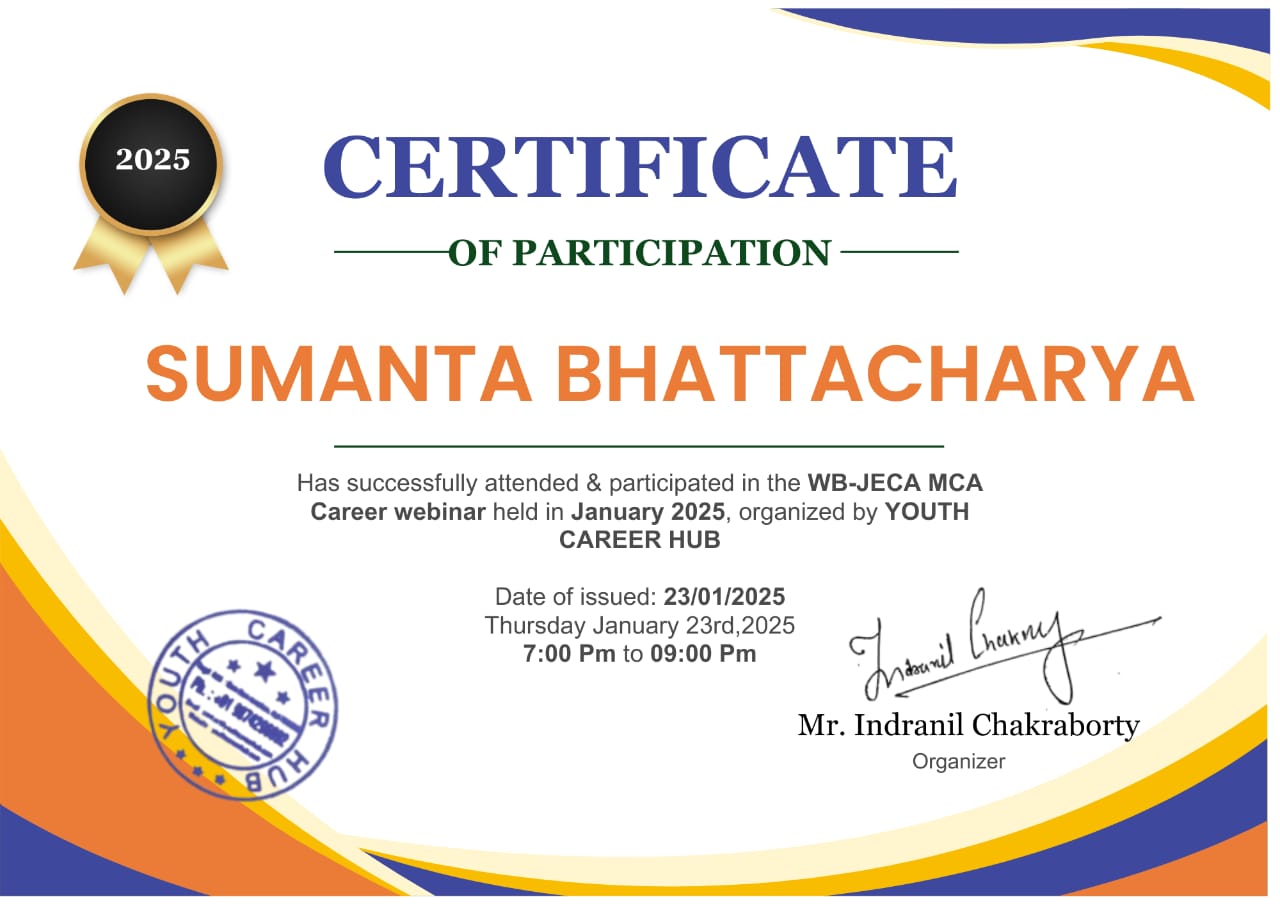 2025
CERTIFICATE
OF PARTICIPATION
SUMANTA BHATTACHARYA
Has successfully attended & participated in the WB-JECA MCA
Career webinar held in January 2025, organized by YOUTH
CAREER HUB
Date of issued: 23/01/2025
Thursday January 23rd,2025
7:00 Pm to 09:00 Pm
YOUTH CAREER HUB
Indranil
Mr. Indranil Chakraborty
Organizer